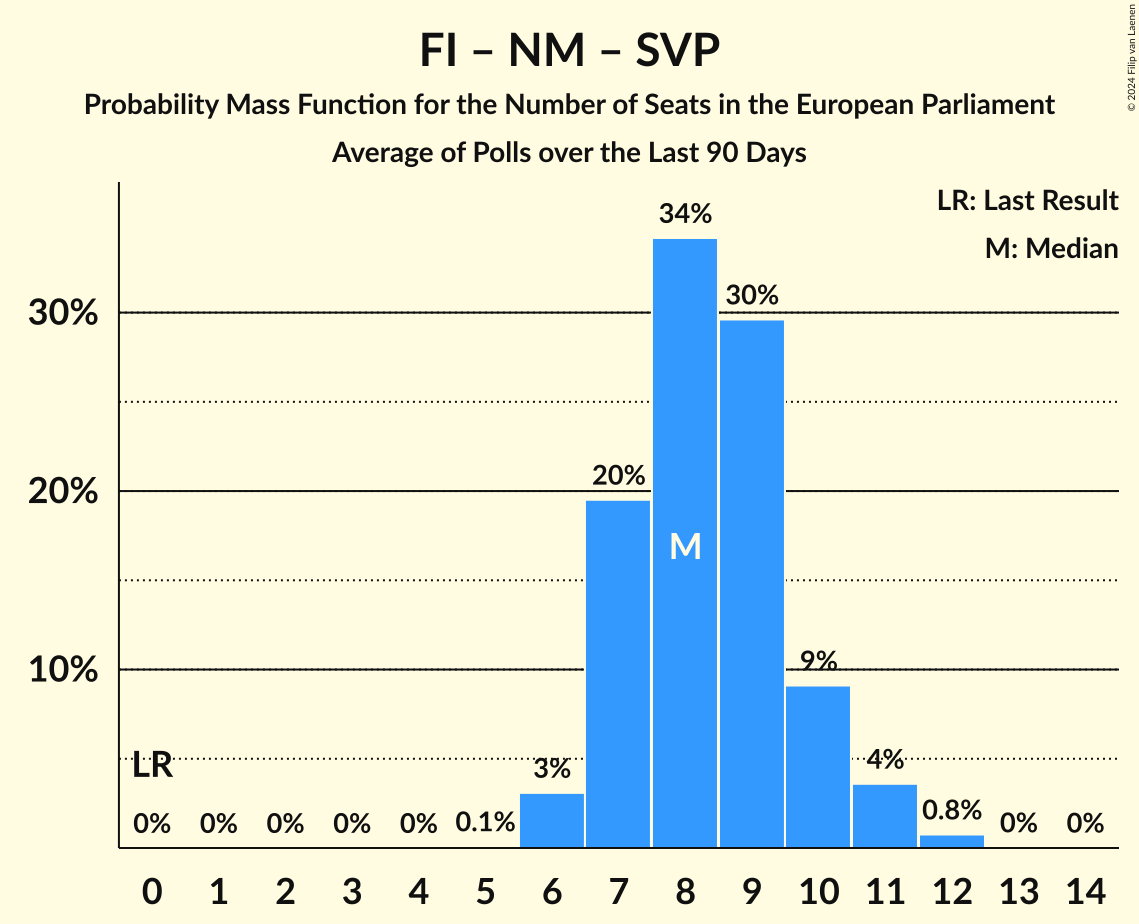 FI – NM – SVP
Probability Mass Function for the Number of Seats in the European Parliament
Average of Polls over the Last 90 Days
© 2024 Filip van Laenen
LR: Last Result
M: Median
34%
30%
30%
20%
20%
M
10%
9%
LR
3%
4%
0% 0% 0% 0% 0% 0.1% 0.8% 0% 0%
0 1 2 3 4 5 6 7 8 9 10 11 12 13 14